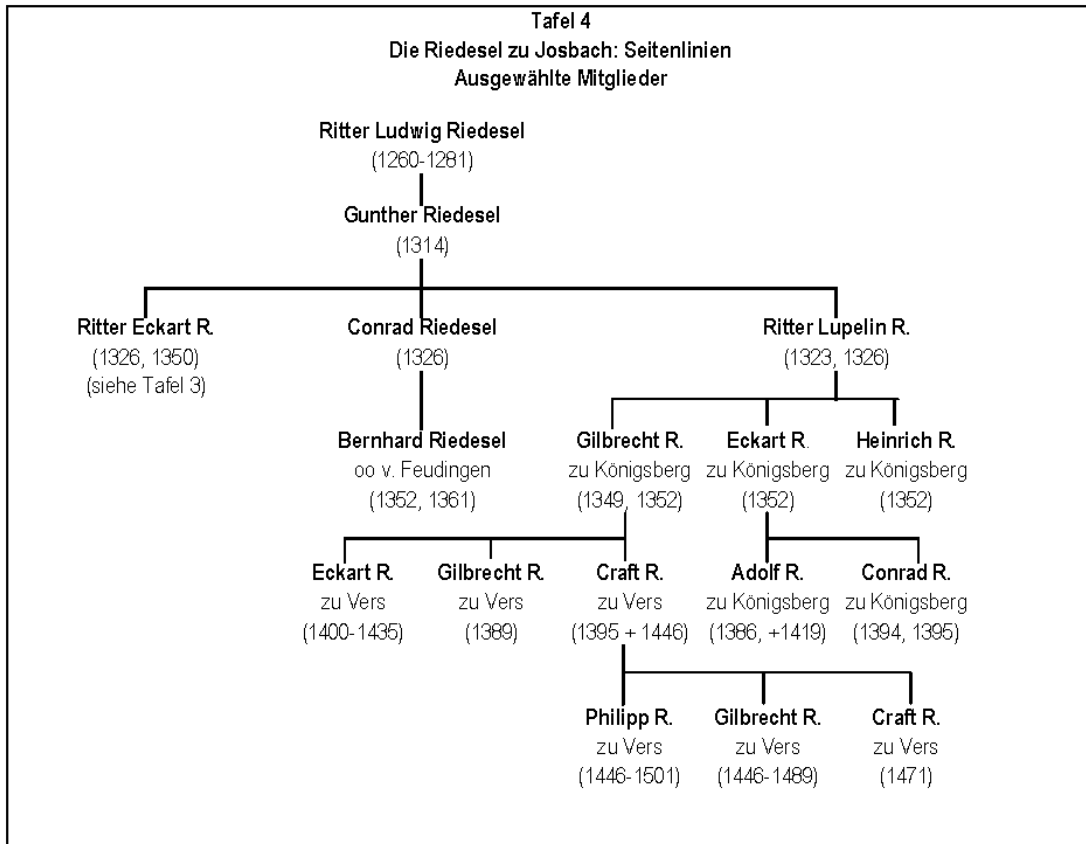 Tafel 4
Die Riedesel zu Josbach: Seitenlinien
Ausgewählte Mitglieder
Ritter Ludwig Riedesel
(1260-1281)
Gunther Riedesel
(1314)
Ritter Eckart R. Conrad Riedesel Ritter Lupelin R.
(1326, 1350) (1326) (1323, 1326)
(siehe Tafel 3)
Bernhard Riedesel Gilbrecht R. Eckart R. Heinrich R.
oo v. Feudingen zu Königsberg zu Königsberg zu Königsberg
(1352, 1361) (1349, 1352) (1352) (1352)
Eckart R. Gilbrecht R. Craft R. Adolf R. Conrad R.
zu Vers zu Vers zu Vers zu Königsberg zu Königsberg
(1400-1435) (1389) (1395 + 1446) (1386, +1419) (1394, 1395)
Philipp R. Gilbrecht R. Craft R.
zu Vers zu Vers zu Vers
(1446-1501) (1446-1489) (1471)